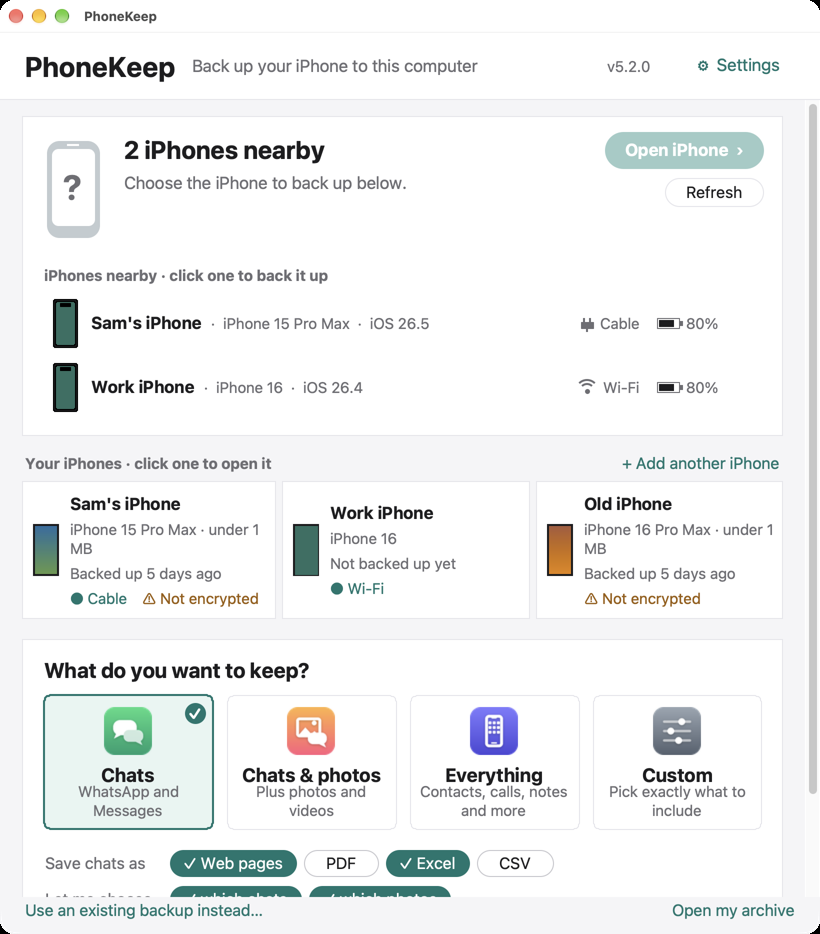 PhoneKeep
PhoneKeep Back up your iPhone to this computer v5.2.0 ⚙ Settings
2 iPhones nearby
Open iPhone ›
Choose the iPhone to back up below.
Refresh
?
iPhones nearby · click one to back it up
Sam's iPhone · iPhone 15 Pro Max · iOS 26.5 Cable 80%
Work iPhone · iPhone 16 · iOS 26.4 Wi-Fi 80%
Your iPhones · click one to open it + Add another iPhone
Sam's iPhone
iPhone 15 Pro Max · under 1
MB
Backed up 5 days ago
Cable ⚠ Not encrypted
Work iPhone
iPhone 16
Not backed up yet
Wi-Fi
Old iPhone
iPhone 16 Pro Max · under 1
MB
Backed up 5 days ago
⚠ Not encrypted
What do you want to keep?
Chats
WhatsApp and
Messages
Chats & photos
Plus photos and
videos
Everything
Contacts, calls, notes
and more
Custom
Pick exactly what to
include
Save chats as ✓ Web pages PDF ✓ Excel CSV
Use an existing backup instead... Open my archive